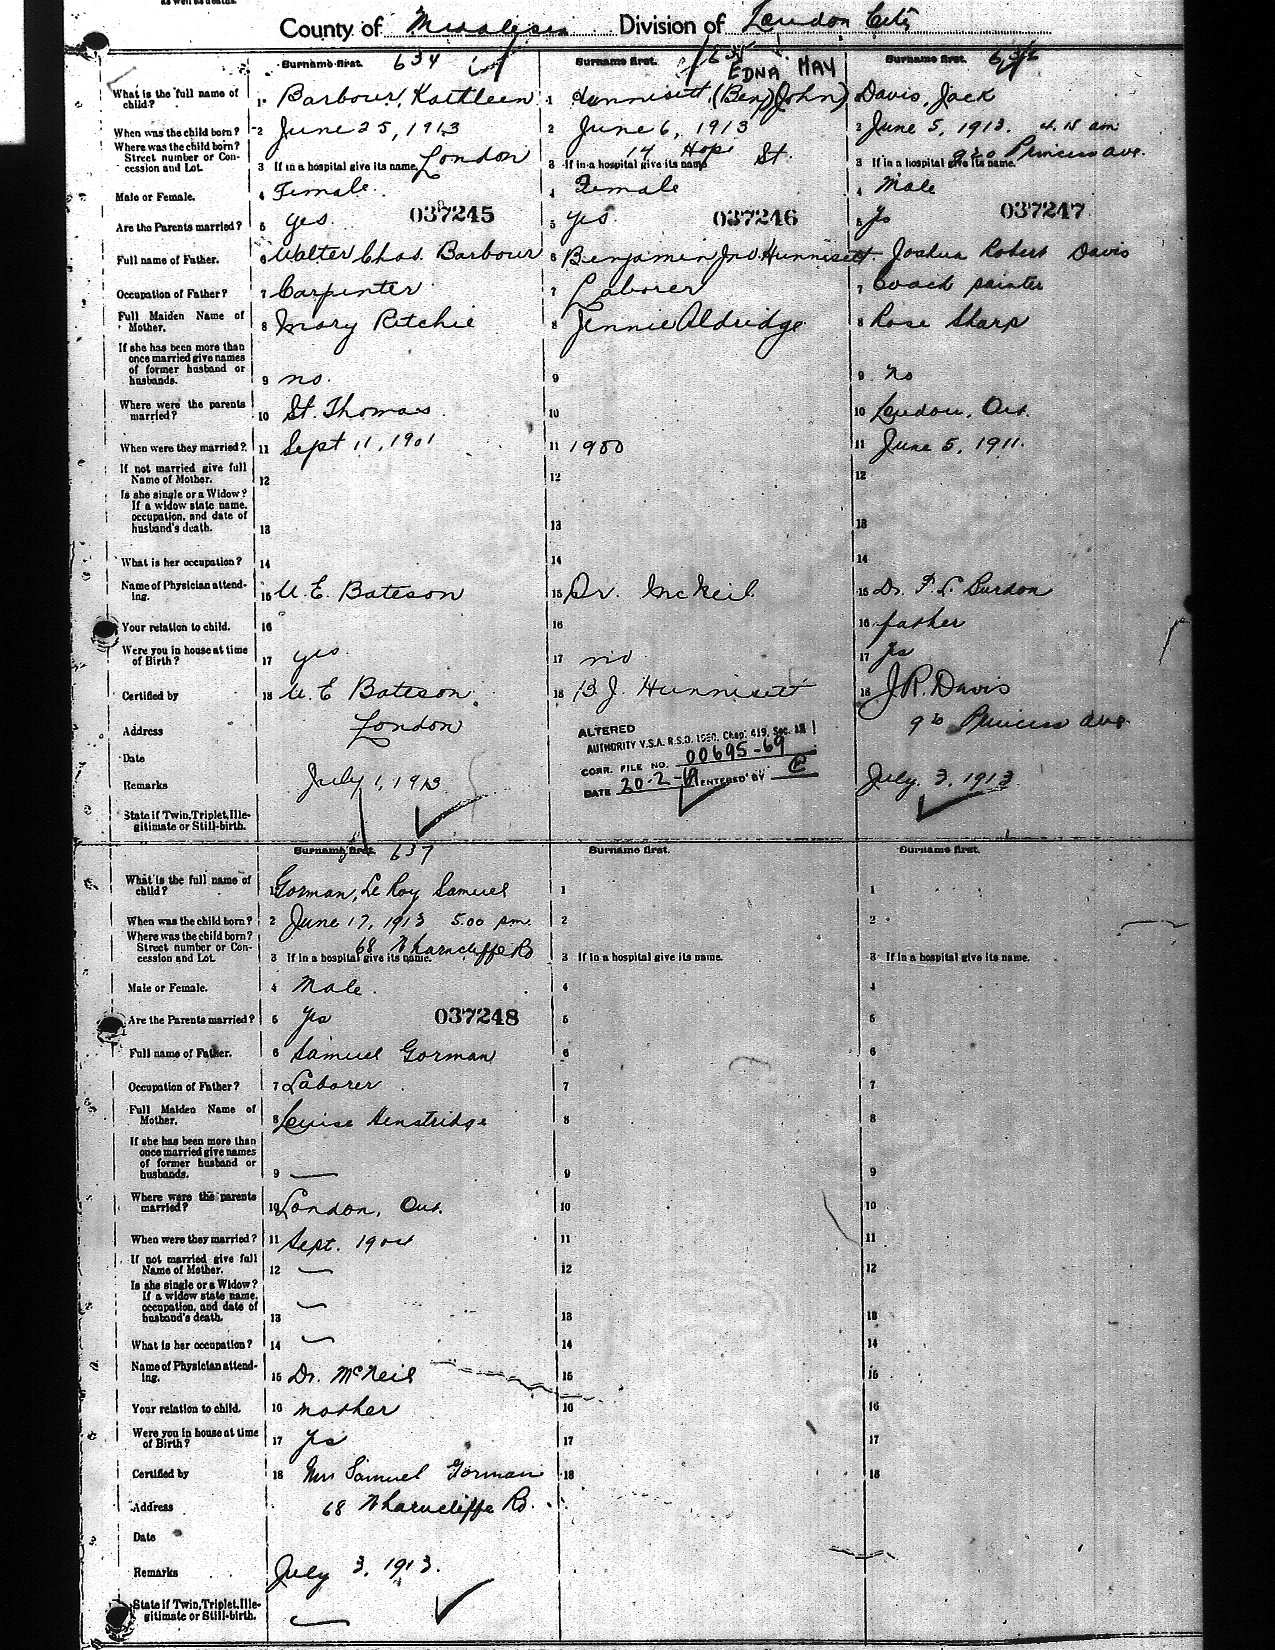 as well as deaths.
County of Middlesex Division of London City
Surname first. 634
What is the full name of child? 1 Barbour, Kathleen
When was the child born? 2 June 25, 1913
Where was the child born? Street number or Concession and Lot. 3 If in a hospital give its name. London
Male or Female. 4 Female
Are the Parents married? 5 yes 037245
Full name of Father. 6 Walter Chas. Barbour
Occupation of Father? 7 Carpenter
Full Maiden Name of Mother. 8 Mary Ritchie
If she has been more than once married give names of former husband or husbands. 9 no.
Where were the parents married? 10 St. Thomas
When were they married? 11 Sept 11, 1901
If not married give full Name of Mother. 12
Is she single or a Widow? If a widow state name, occupation, and date of husband's death. 13
What is her occupation? 14
Name of Physician attending. 15 U. E. Bateson
Your relation to child. 16
Were you in house at time of Birth? 17 yes
Certified by 18 U. E Bateson
Address London
Date
Remarks July 1, 1913
State if Twin, Triplet, Illegitimate or Still-birth.
Surname first. 635
EDNA MAY
1 Hunnisett, (Benj John)
2 June 6, 1913
3 If in a hospital give its name 14 Hope St.
4 Female
5 yes 037246
6 Benjamin Jno. Hunnisett
7 Laborer
8 Jennie Aldridge
9
10
11 1900
12
13
14
15 Dr. McNeil
16
17 no
18 B. J. Hunnisett
ALTERED
AUTHORITY V.S.A. R.S.O. 1960, Chap. 419, Sec.
CORR. FILE NO. 00695-69
DATE 20-2-69 ENTERED BY
Surname first. 636
1 Davis, Jack
2 June 5, 1913. 4.15 am
3 If in a hospital give its name. 920 Princess ave.
4 Male
5 yes 037247
6 Joshua Robert Davis
7 Coach painter
8 Rose Sharp
9 no
10 London, Ont.
11 June 5, 1911.
12
13
14
15 Dr. F. L. Burdon
16 father
17 yes
18 J. R. Davis
Princess ave.
July. 3, 1913
Surname first. 637
What is the full name of child? 1 Gorman, Le Roy Samuel
When was the child born? 2 June 17, 1913 5.00 pm
Where was the child born? Street number or Concession and Lot. 3 If in a hospital give its name. 68 Wharncliffe Rd
Male or Female. 4 Male.
Are the Parents married? 5 yes 037248
Full name of Father. 6 Samuel Gorman
Occupation of Father? 7 Laborer
Full Maiden Name of Mother. 8 Louise Henstridge
If she has been more than once married give names of former husband or husbands. 9 —
Where were the parents married? 10 London, Ont.
When were they married? 11 Sept. 1904
If not married give full Name of Mother. 12 —
Is she single or a Widow? If a widow state name, occupation, and date of husband's death. 13 —
What is her occupation? 14 —
Name of Physician attending. 15 Dr. McNeil
Your relation to child. 16 mother
Were you in house at time of Birth? 17 yes
Certified by 18 Mrs Samuel Gorman
Address 68 Wharncliffe Rd.
Date
Remarks July 3, 1913.
State if Twin, Triplet, Illegitimate or Still-birth. —
Surname first.
1
2
3 If in a hospital give its name.
4
5
6
7
8
9
10
11
12
13
14
15
16
17
18
Surname first.
1
2
3 If in a hospital give its name.
4
5
6
7
8
9
10
11
12
13
14
15
16
17
18